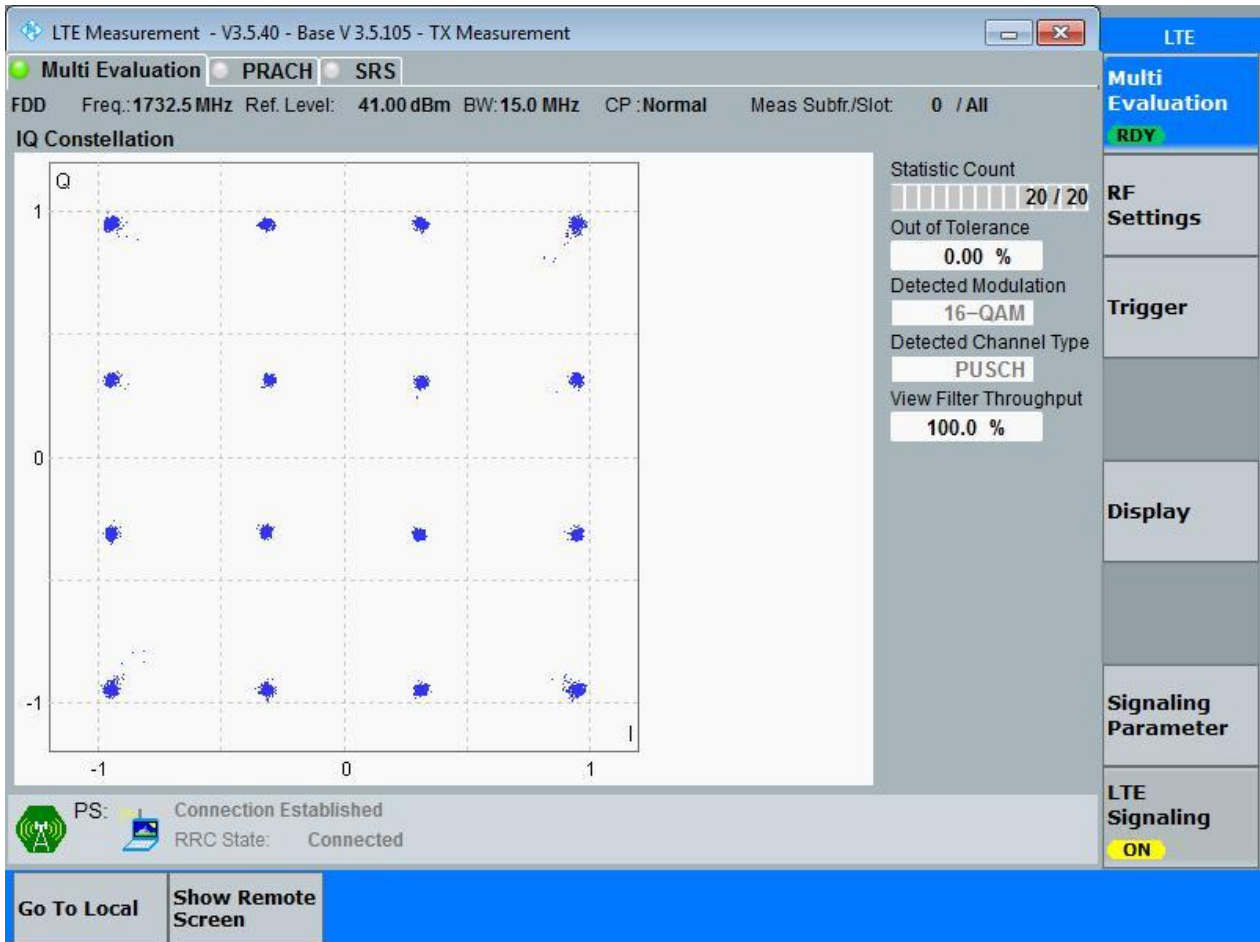 LTE Measurement - V3.5.40 - Base V 3.5.105 - TX Measurement
LTE
Multi Evaluation PRACH SRS
Multi
Evaluation
RDY
FDD Freq.:1732.5 MHz Ref. Level: 41.00 dBm BW:15.0 MHz CP :Normal Meas Subfr./Slot: 0 / All
IQ Constellation
Q
1
0
-1
I
-1 0 1
Statistic Count
20 / 20
Out of Tolerance
0.00 %
Detected Modulation
16-QAM
Detected Channel Type
PUSCH
View Filter Throughput
100.0 %
RF
Settings
Trigger
Display
Signaling
Parameter
LTE
Signaling
ON
PS: Connection Established
RRC State: Connected
Go To Local
Show Remote
Screen